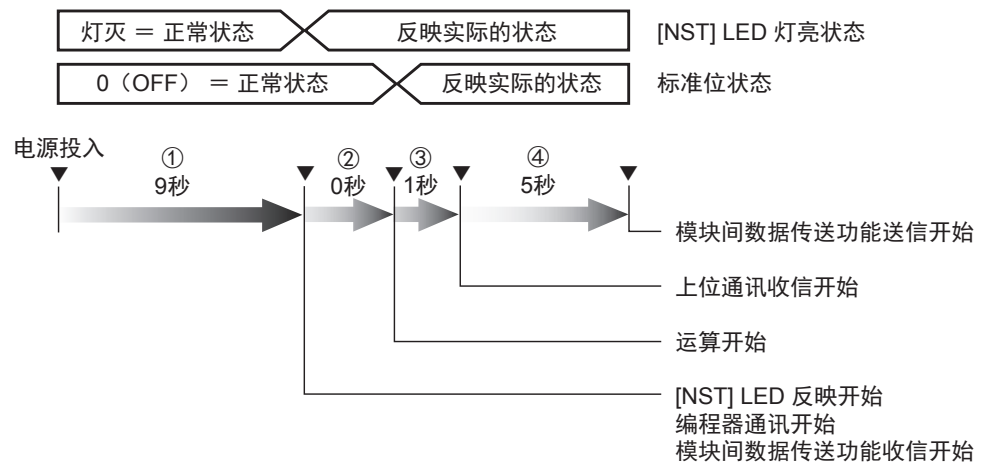 灯灭 = 正常状态
反映实际的状态
[NST] LED 灯亮状态
0（OFF） = 正常状态
反映实际的状态
标准位状态
电源投入
①
②
③
④
9秒
0秒
1秒
5秒
模块间数据传送功能送信开始
上位通讯收信开始
运算开始
[NST] LED 反映开始
编程器通讯开始
模块间数据传送功能收信开始